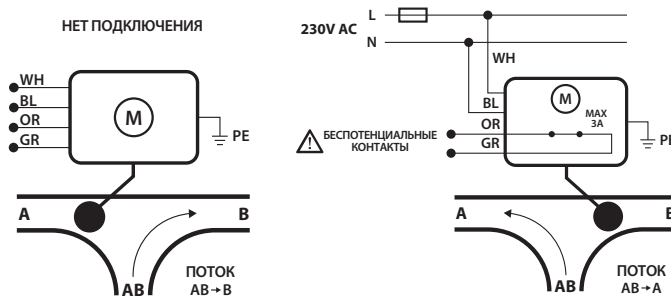 НЕТ ПОДКЛЮЧЕНИЯ
WH
BL
OR
GR
M
PE
A
B
AB
ПОТОК
AB→B
230V AC
L
N
WH
BL
OR
GR
M
MAX
3A
БЕСПОТЕНЦИАЛЬНЫЕ
КОНТАКТЫ
PE
A
B
AB
ПОТОК
AB→A